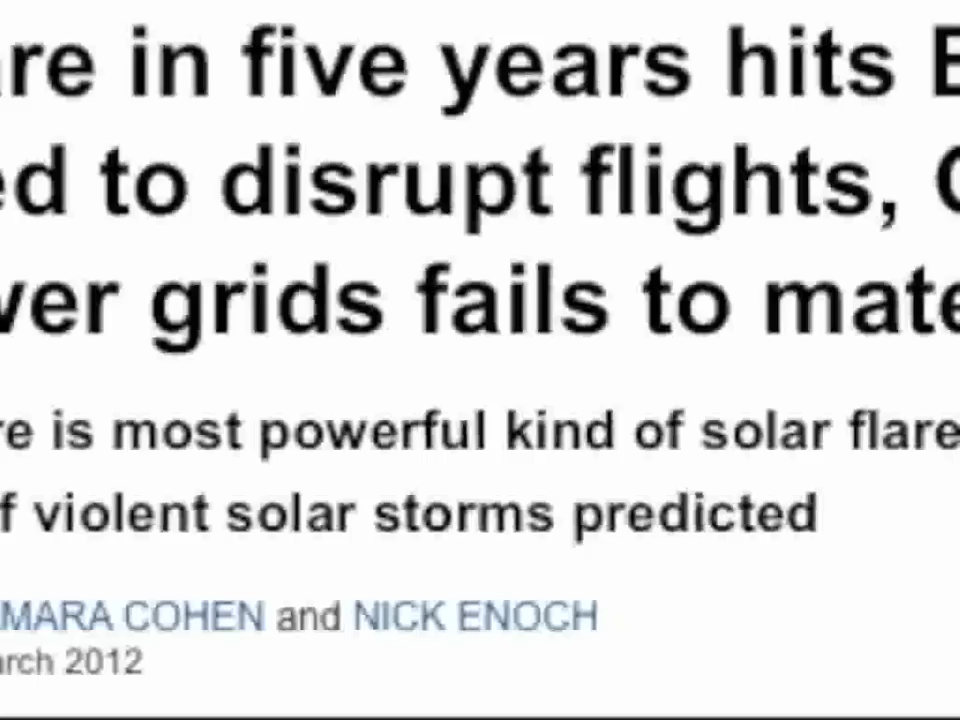 are in five years hits E
ed to disrupt flights,
wer grids fails to mate
re is most powerful kind of solar flare
f violent solar storms predicted
MARA COHEN and NICK ENOCH
arch 2012